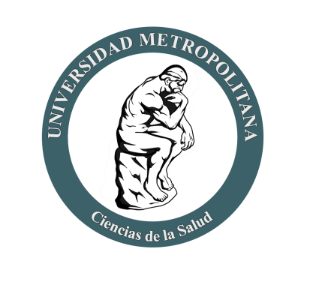 UNIVERSIDAD METROPOLITANA
Ciencias de la Salud